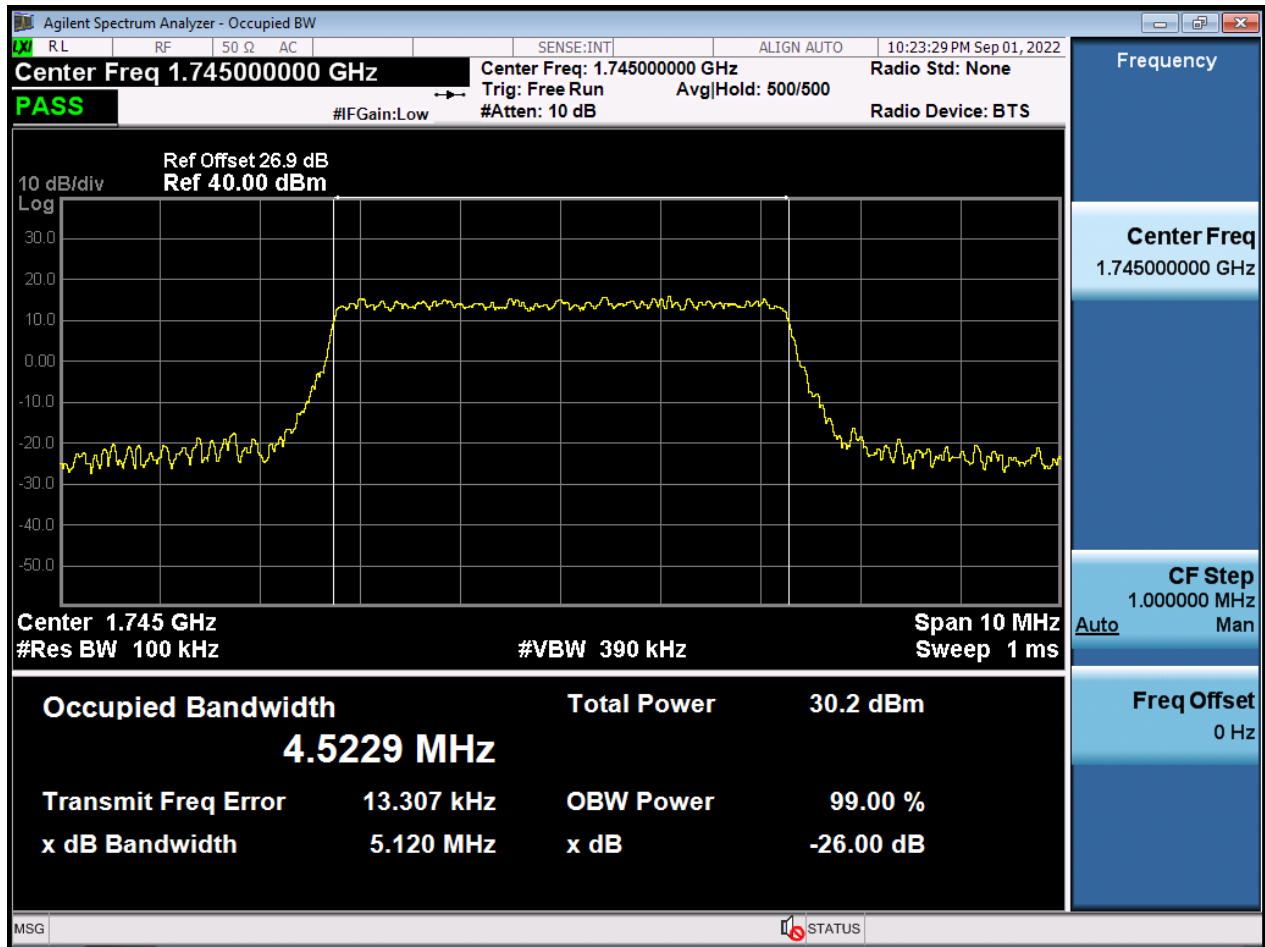 Agilent Spectrum Analyzer - Occupied BW
LXI RL RF 50 Ω AC SENSE:INT ALIGN AUTO 10:23:29 PM Sep 01, 2022
Center Freq 1.745000000 GHz
Center Freq: 1.745000000 GHz Radio Std: None
Trig: Free Run Avg|Hold: 500/500
PASS
#IFGain:Low #Atten: 10 dB Radio Device: BTS
Ref Offset 26.9 dB
10 dB/div Ref 40.00 dBm
Log
30.0
20.0
10.0
0.00
-10.0
-20.0
-30.0
-40.0
-50.0
Center 1.745 GHz Span 10 MHz
#Res BW 100 kHz #VBW 390 kHz Sweep 1 ms
Occupied Bandwidth Total Power 30.2 dBm
4.5229 MHz
Transmit Freq Error 13.307 kHz OBW Power 99.00 %
x dB Bandwidth 5.120 MHz x dB -26.00 dB
MSG STATUS
Frequency
Center Freq
1.745000000 GHz
CF Step
1.000000 MHz
Auto Man
Freq Offset
0 Hz